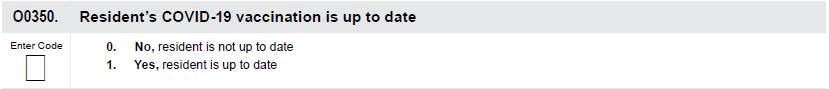 O0350. Resident's COVID-19 vaccination is up to date
Enter Code
0. No, resident is not up to date
1. Yes, resident is up to date